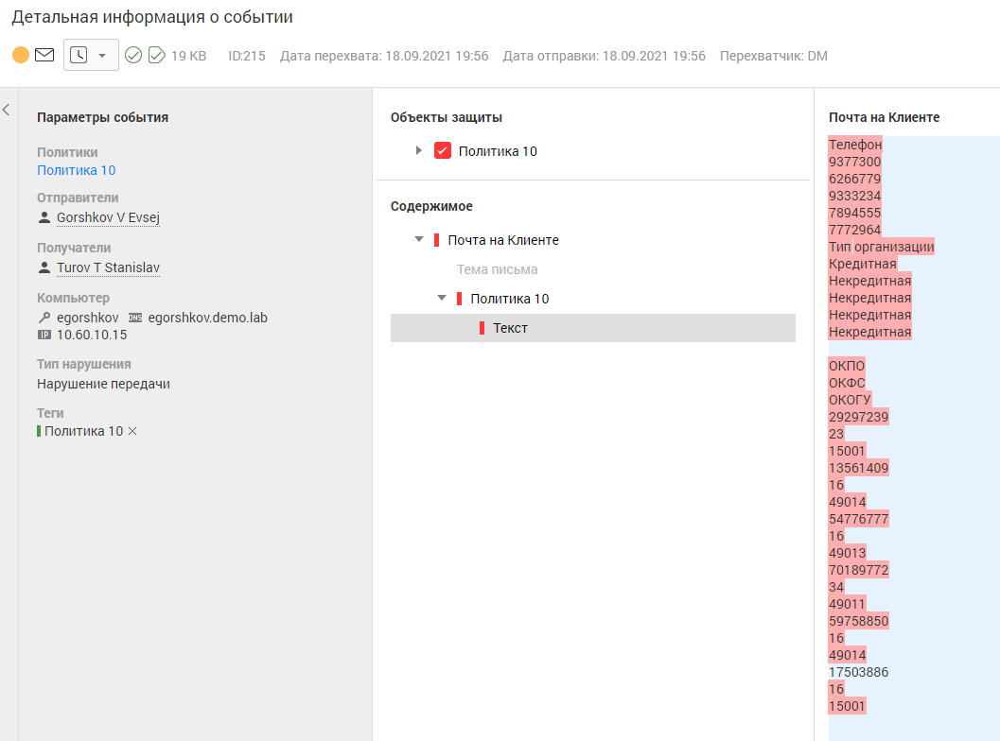 Детальная информация о событии
19 KB ID:215 Дата перехвата: 18.09.2021 19:56 Дата отправки: 18.09.2021 19:56 Перехватчик: DM
Параметры события
Политики
Политика 10
Отправители
Gorshkov V Evsej
Получатели
Turov T Stanislav
Компьютер
egorshkov DNS egorshkov.demo.lab
IP 10.60.10.15
Тип нарушения
Нарушение передачи
Теги
Политика 10
Объекты защиты
Политика 10
Содержимое
Почта на Клиенте
Тема письма
Политика 10
Текст
Почта на Клиенте
Телефон
9377300
6266779
9333234
7894555
7772964
Тип организации
Кредитная
Некредитная
Некредитная
Некредитная
Некредитная
ОКПО
ОКФС
ОКОГУ
29297239
23
15001
13561409
16
49014
54776777
16
49013
70189772
34
49011
59758850
16
49014
17503886
16
15001